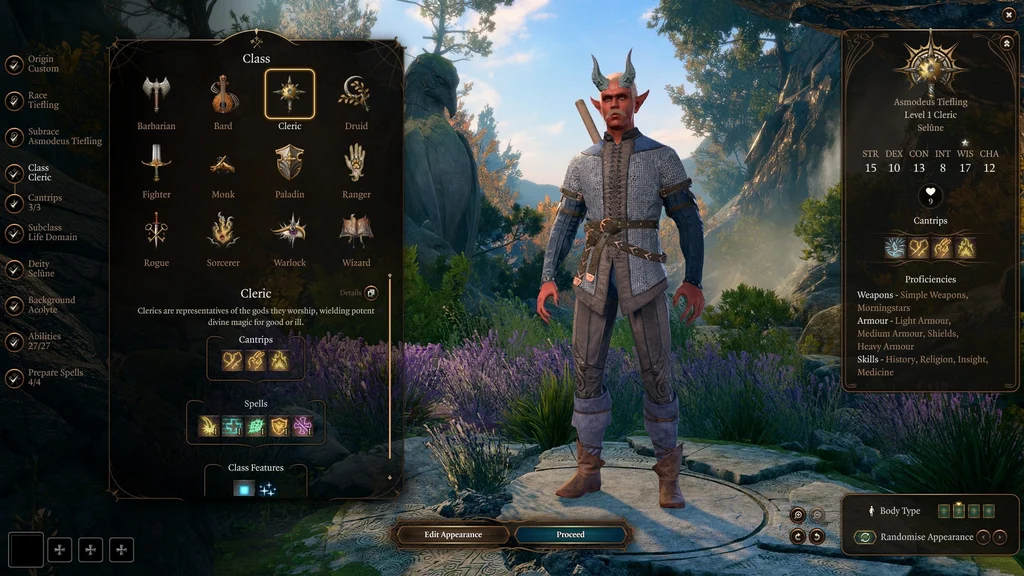 Origin
Custom
Race
Tiefling
Subrace
Asmodeus Tiefling
Class
Cleric
Cantrips
3/3
Subclass
Life Domain
Deity
Selûne
Background
Acolyte
Abilities
27/27
Prepare Spells
4/4
Class
Barbarian
Bard
Cleric
Druid
Fighter
Monk
Paladin
Ranger
Rogue
Sorcerer
Warlock
Wizard
Cleric
Details
Clerics are representatives of the gods they worship, wielding potent
divine magic for good or ill.
Cantrips
Spells
Class Features
Edit Appearance
Proceed
Asmodeus Tiefling
Level 1 Cleric
Selûne
STR DEX CON INT WIS CHA
15 10 13 8 17 12
9
Cantrips
Proficiencies
Weapons - Simple Weapons,
Morningstars
Armour - Light Armour,
Medium Armour, Shields,
Heavy Armour
Skills - History, Religion, Insight,
Medicine
Body Type
Randomise Appearance